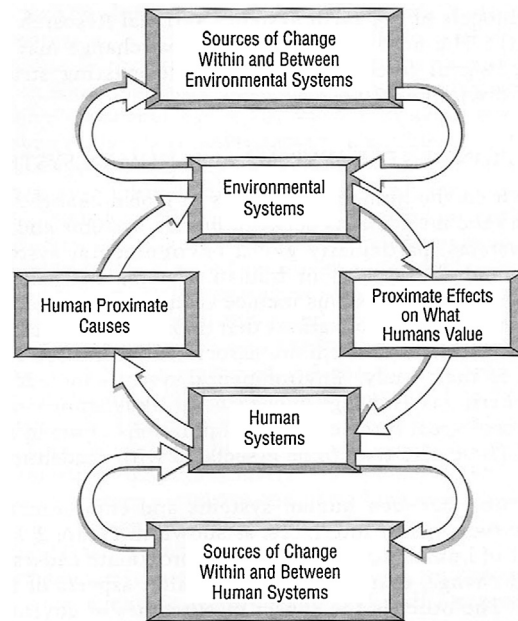 Sources of Change
Within and Between
Environmental Systems
Environmental
Systems
Human Proximate
Causes
Proximate Effects
on What
Humans Value
Human
Systems
Sources of Change
Within and Between
Human Systems